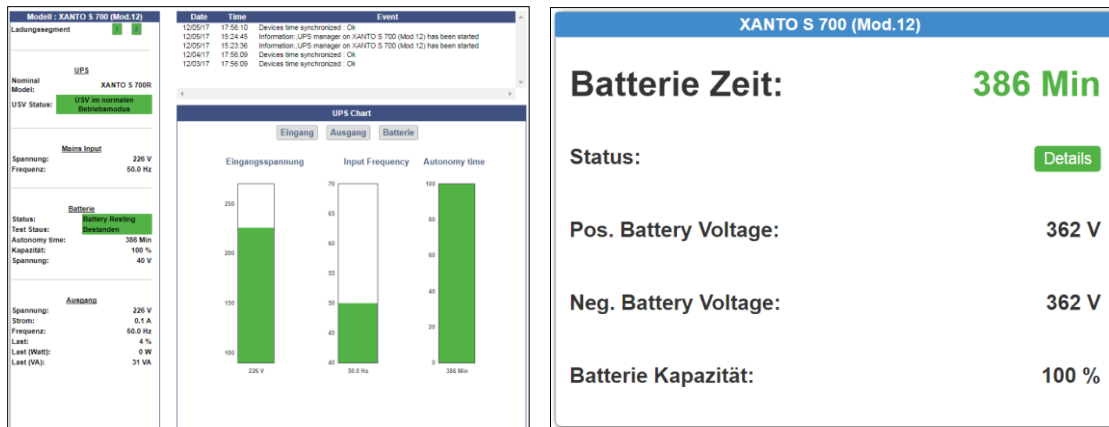 Modell : XANTO S 700 (Mod.12)
Ladungssegment 1 2
UPS
Nominal Model: XANTO S 700R
USV Status: USV im normalen Betriebsmodus
Mains Input
Spannung: 226 V
Frequenz: 50.0 Hz
Batterie
Status: Battery Resting
Test Staus: Bestanden
Autonomy time: 386 Min
Kapazität: 100 %
Spannung: 40 V
Ausgang
Spannung: 226 V
Strom: 0.1 A
Frequenz: 50.0 Hz
Last: 4 %
Last (Watt): 0 W
Last (VA): 31 VA
Date Time Event
12/05/17 17:56:10 Devices time synchronized : Ok
12/05/17 15:24:45 Information:,UPS manager on XANTO S 700 (Mod.12) has been started
12/05/17 15:23:36 Information:,UPS manager on XANTO S 700 (Mod.12) has been started
12/04/17 17:56:09 Devices time synchronized : Ok
12/03/17 17:56:09 Devices time synchronized : Ok
UPS Chart
Eingang Ausgang Batterie
Eingangsspannung Input Frequency Autonomy time
250
200
150
100
226 V
70
65
60
55
50
45
40
50.0 Hz
100
80
60
40
20
0
386 Min
XANTO S 700 (Mod.12)
Batterie Zeit: 386 Min
Status: Details
Pos. Battery Voltage: 362 V
Neg. Battery Voltage: 362 V
Batterie Kapazität: 100 %